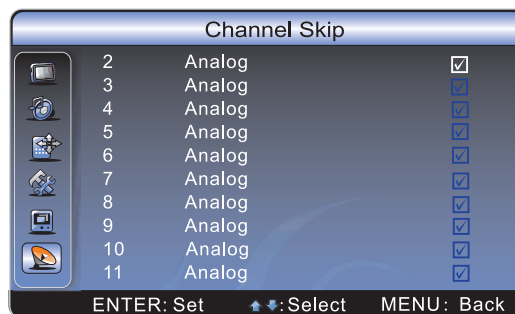 Channel Skip
2 Analog
3 Analog
4 Analog
5 Analog
6 Analog
7 Analog
8 Analog
9 Analog
10 Analog
11 Analog
ENTER: Set :Select MENU: Back